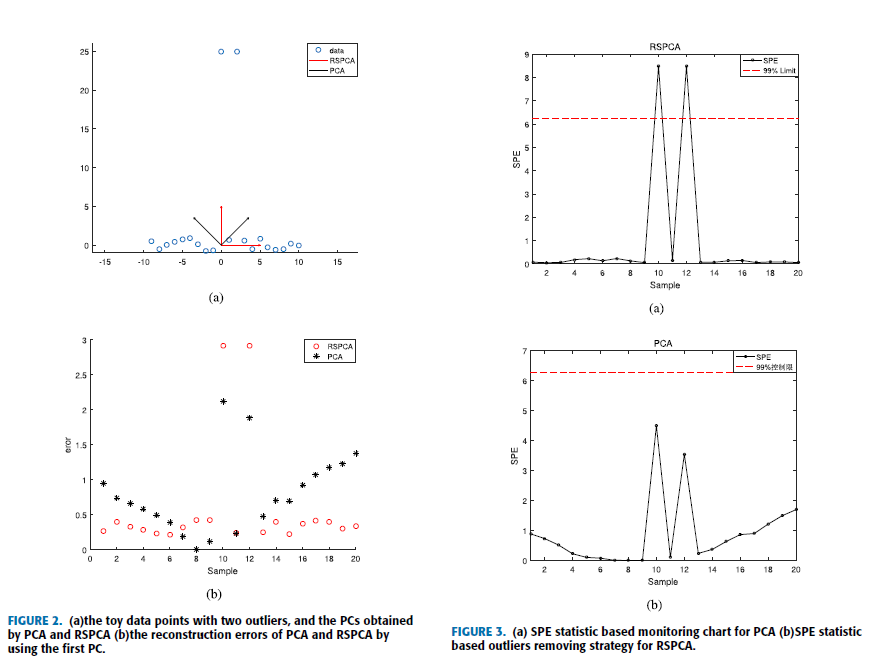 25
20
15
10
5
0
-15
-10
-5
0
5
10
15
data
RSPCA
PCA
(a)
3
2.5
2
1.5
1
0.5
0
eror
0
2
4
6
8
10
12
14
16
18
20
Sample
RSPCA
PCA
(b)
FIGURE 2. (a)the toy data points with two outliers, and the PCs obtained
by PCA and RSPCA (b)the reconstruction errors of PCA and RSPCA by
using the first PC.
RSPCA
9
8
7
6
5
4
3
2
1
0
SPE
2
4
6
8
10
12
14
16
18
20
Sample
SPE
99% Limit
(a)
PCA
7
6
5
4
3
2
1
0
SPE
2
4
6
8
10
12
14
16
18
20
Sample
SPE
99%控制限
(b)
FIGURE 3. (a) SPE statistic based monitoring chart for PCA (b)SPE statistic
based outliers removing strategy for RSPCA.